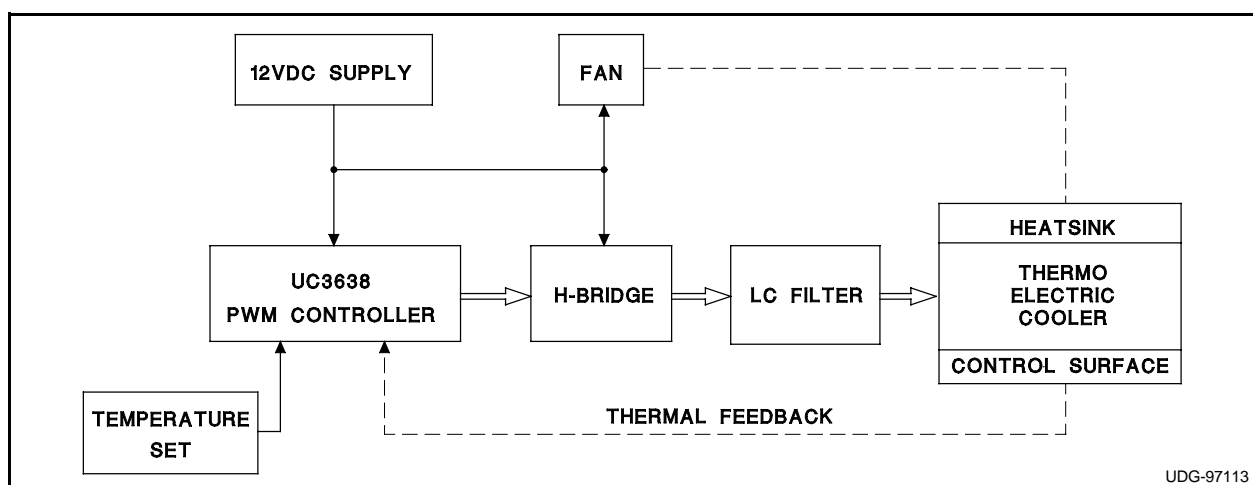 12VDC SUPPLY
FAN
HEATSINK
UC3638
PWM CONTROLLER
H-BRIDGE
LC FILTER
THERMO
ELECTRIC
COOLER
CONTROL SURFACE
TEMPERATURE
SET
THERMAL FEEDBACK
UDG-97113